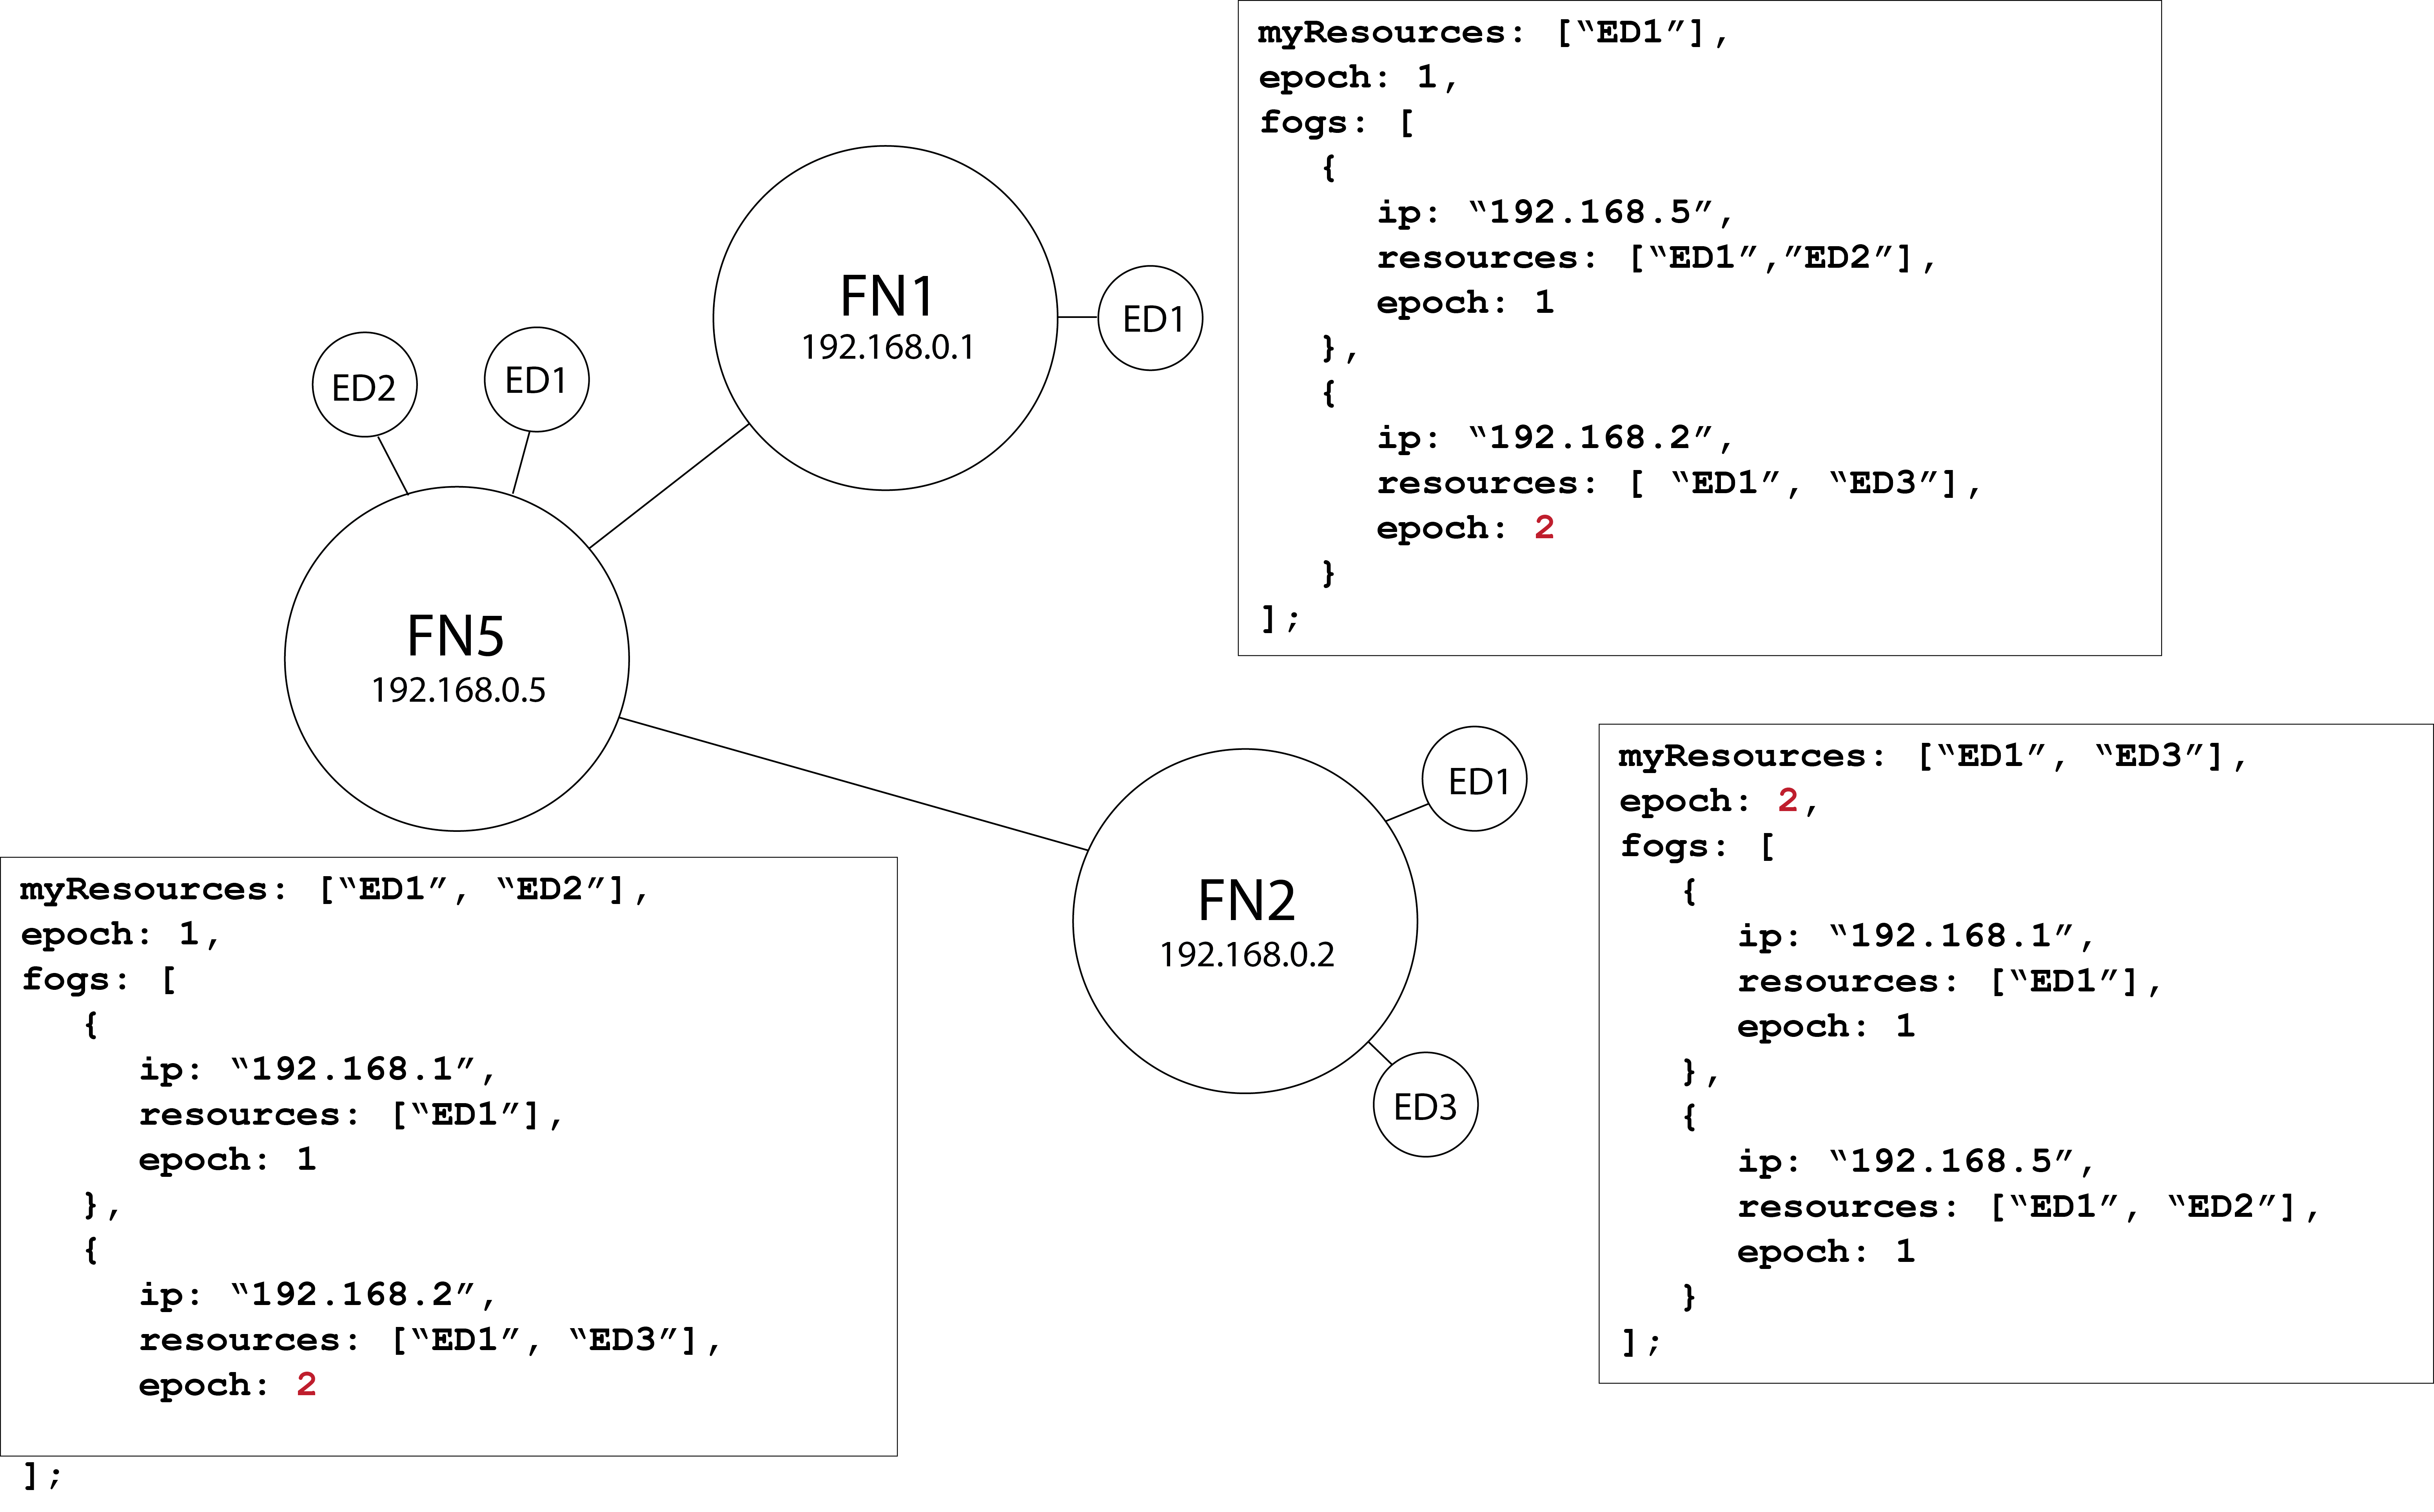 myResources: [“ED1”],
epoch: 1,
fogs: [
{
ip: “192.168.5”,
resources: [“ED1”,”ED2”],
epoch: 1
},
{
ip: “192.168.2”,
resources: [ “ED1”, “ED3”],
epoch: 2
}
];
FN1
192.168.0.1
ED1
ED2
ED1
FN5
192.168.0.5
FN2
192.168.0.2
ED1
ED3
myResources: [“ED1”, “ED3”],
epoch: 2,
fogs: [
{
ip: “192.168.1”,
resources: [“ED1”],
epoch: 1
},
{
ip: “192.168.5”,
resources: [“ED1”, “ED2”],
epoch: 1
}
];
myResources: [“ED1”, “ED2”],
epoch: 1,
fogs: [
{
ip: “192.168.1”,
resources: [“ED1”],
epoch: 1
},
{
ip: “192.168.2”,
resources: [“ED1”, “ED3”],
epoch: 2
];